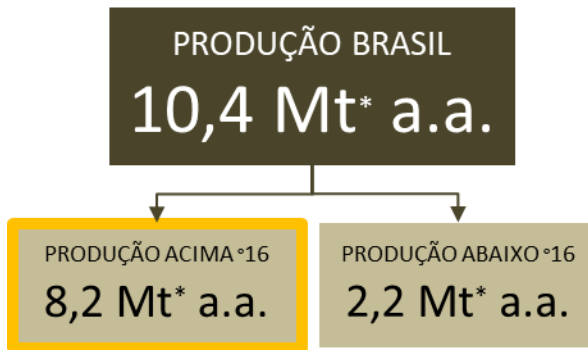 PRODUÇÃO BRASIL
10,4 Mt* a.a.
PRODUÇÃO ACIMA °16
8,2 Mt* a.a.
PRODUÇÃO ABAIXO °16
2,2 Mt* a.a.